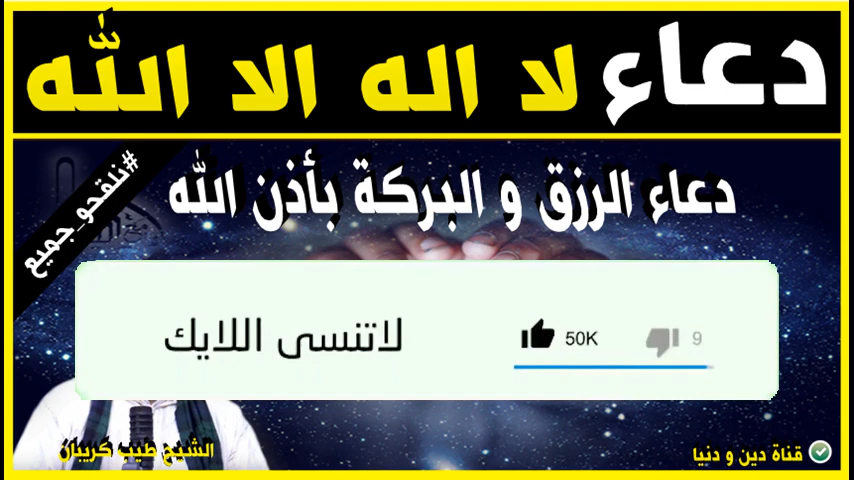 دعاء لا اله الا الله
دعاء الرزق و البركة بأذن الله
#نلقحو_جميع
لاتنسى اللايك
50K
9
الشيخ طيب كريبان
قناة دين و دنيا